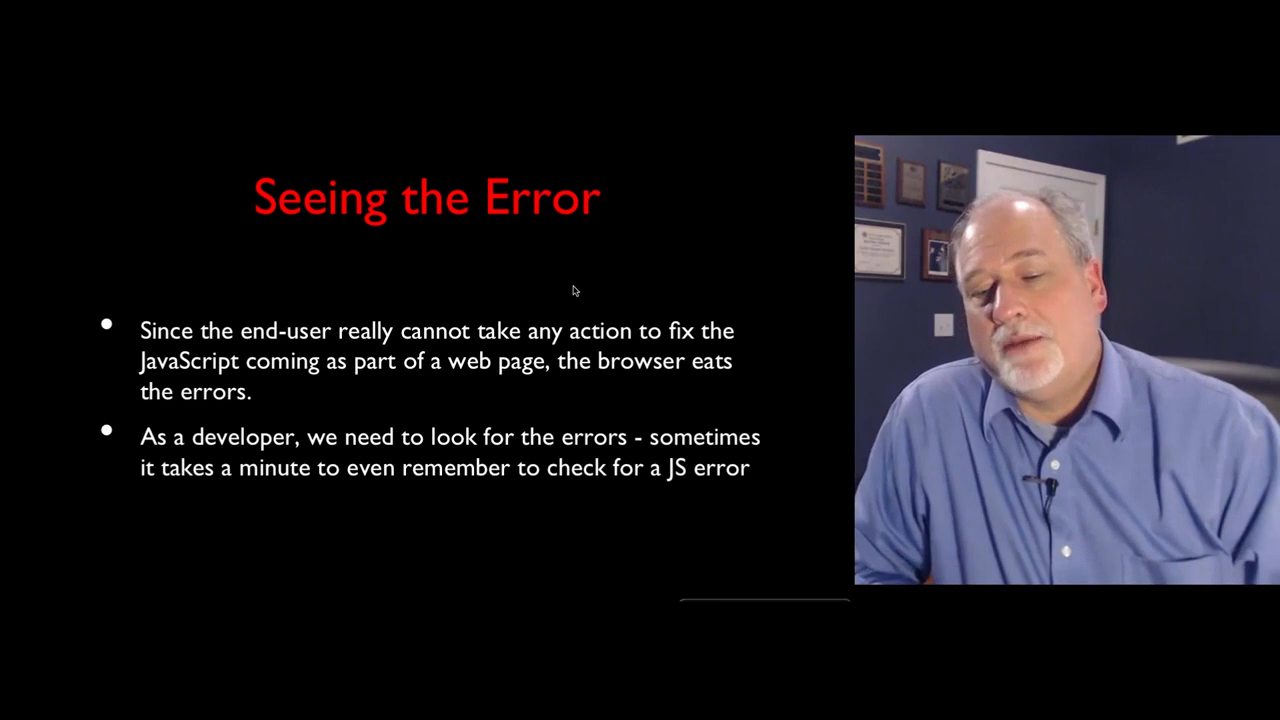 Seeing the Error
• Since the end-user really cannot take any action to fix the
JavaScript coming as part of a web page, the browser eats
the errors.
• As a developer, we need to look for the errors - sometimes
it takes a minute to even remember to check for a JS error